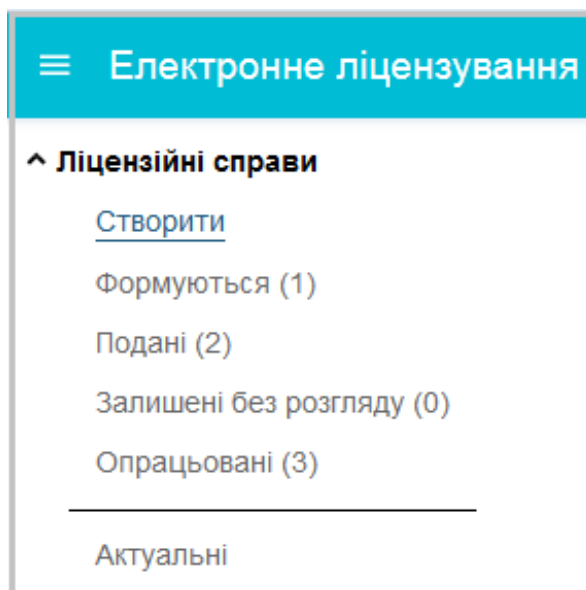 Електронне ліцензування
Ліцензійні справи
Створити
Формуються (1)
Подані (2)
Залишені без розгляду (0)
Опрацьовані (3)
Актуальні